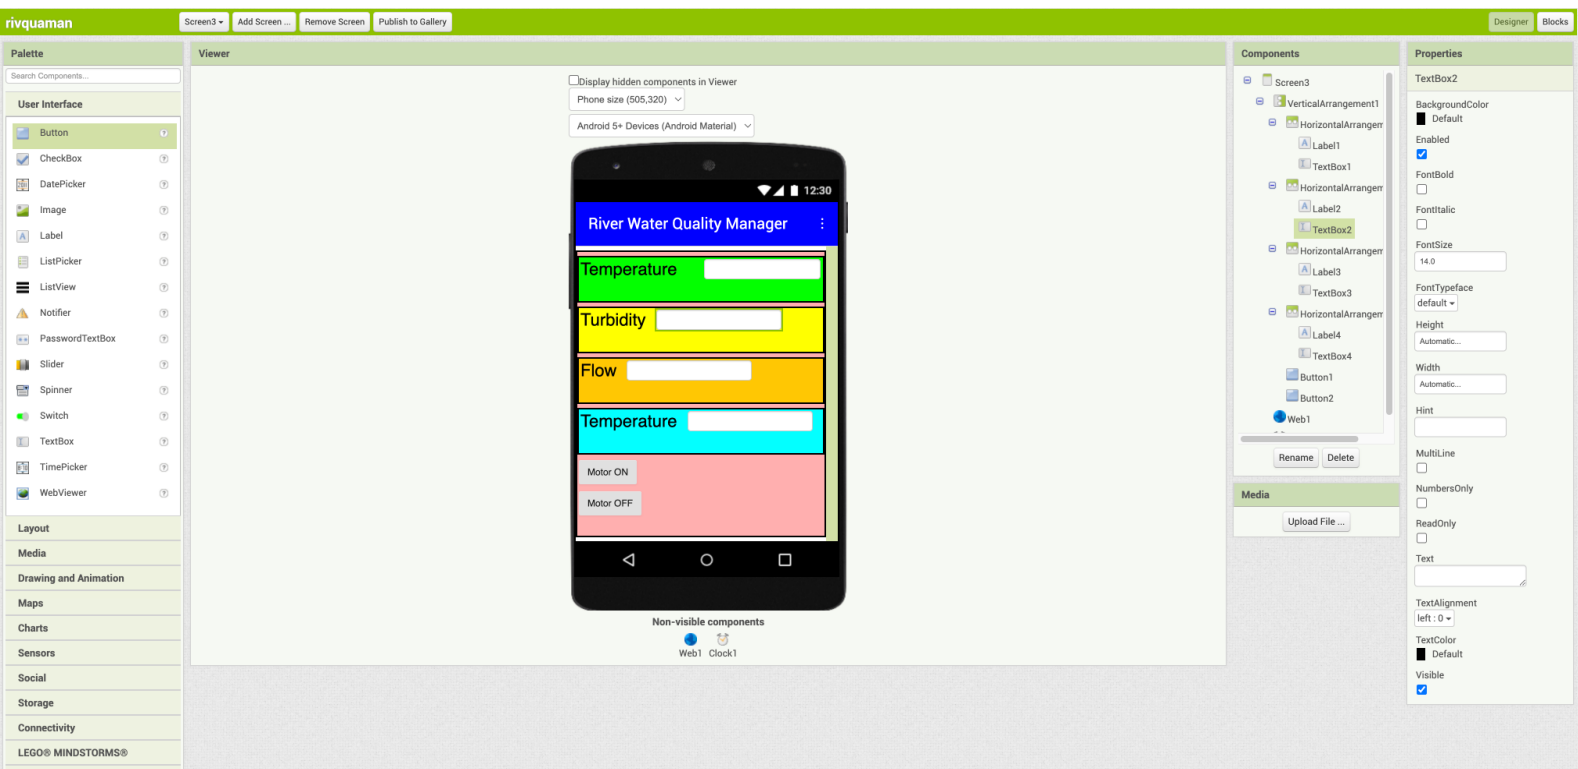 rivquaman
Screen3
Add Screen ...
Remove Screen
Publish to Gallery
Designer
Blocks
Palette
Search Components...
User Interface
Button
CheckBox
DatePicker
Image
Label
ListPicker
ListView
Notifier
PasswordTextBox
Slider
Spinner
Switch
TextBox
TimePicker
WebViewer
Layout
Media
Drawing and Animation
Maps
Charts
Sensors
Social
Storage
Connectivity
LEGO® MINDSTORMS®
Viewer
Display hidden components in Viewer
Phone size (505,320)
Android 5+ Devices (Android Material)
12:30
River Water Quality Manager
Temperature
Turbidity
Flow
Temperature
Motor ON
Motor OFF
Non-visible components
Web1
Clock1
Components
Screen3
VerticalArrangement1
HorizontalArrangem
Label1
TextBox1
HorizontalArrangem
Label2
TextBox2
HorizontalArrangem
Label3
TextBox3
HorizontalArrangem
Label4
TextBox4
Button1
Button2
Web1
Rename
Delete
Media
Upload File ...
Properties
TextBox2
BackgroundColor
Default
Enabled
FontBold
FontItalic
FontSize
14.0
FontTypeface
default
Height
Automatic...
Width
Automatic...
Hint
MultiLine
NumbersOnly
ReadOnly
Text
TextAlignment
left : 0
TextColor
Default
Visible